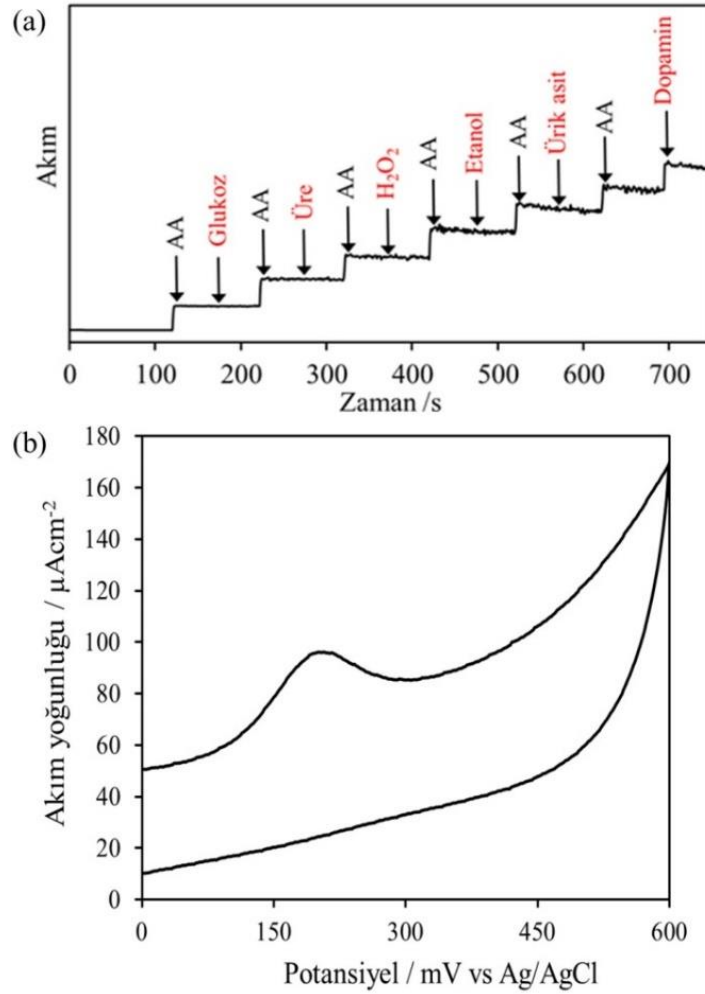 (a)
Akım
AA
Glukoz
AA
Üre
AA
H₂O₂
AA
Etanol
AA
Ürik asit
AA
Dopamin
0 100 200 300 400 500 600 700
Zaman /s
(b)
Akım yoğunluğu / µAcm⁻²
180
160
140
120
100
80
60
40
20
0
0 150 300 450 600
Potansiyel / mV vs Ag/AgCl